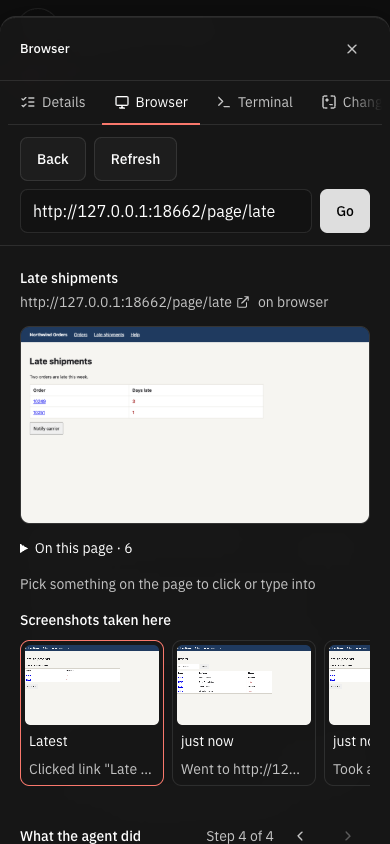 Browser
Details Browser Terminal Chang
Back Refresh
http://127.0.0.1:18662/page/late Go
Late shipments
http://127.0.0.1:18662/page/late on browser
Northwind Orders Orders Late shipments Help
Late shipments
Two orders are late this week.
Order Days late
10248 3
10251 1
Notify carrier
On this page · 6
Pick something on the page to click or type into
Screenshots taken here
Latest just now just no
Clicked link "Late ... Went to http://12... Took a
What the agent did Step 4 of 4